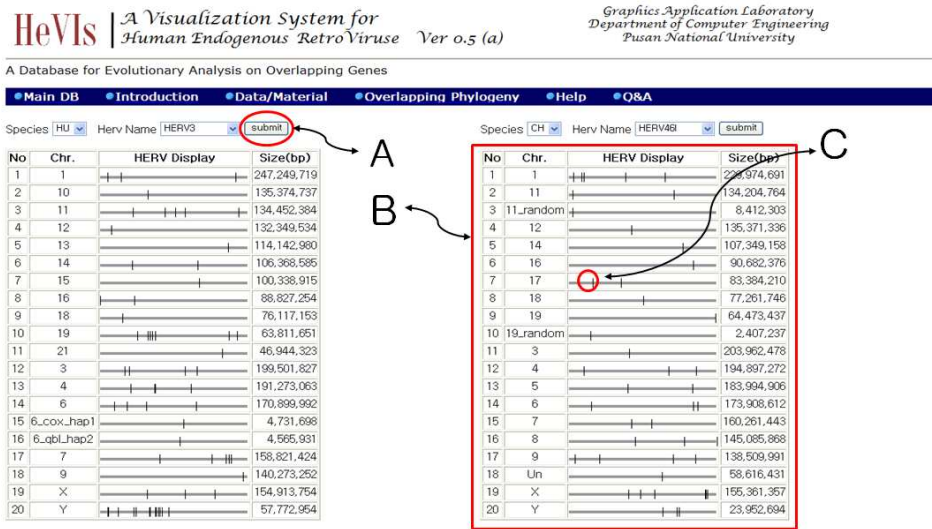 HeVIs
A Visualization System for
Human Endogenous RetroViruse Ver 0.5 (a)
Graphics Application Laboratory
Department of Computer Engineering
Pusan National University
A Database for Evolutionary Analysis on Overlapping Genes
Main DB Introduction Data/Material Overlapping Phylogeny Help Q&A
Species HU Herv Name HERV3 submit
A
No Chr. HERV Display Size(bp)
1 1 247,249,719
2 10 135,374,737
3 11 134,452,384
4 12 132,349,534
5 13 114,142,980
6 14 106,368,585
7 15 100,338,915
8 16 88,827,254
9 18 76,117,153
10 19 63,811,651
11 21 46,944,323
12 3 199,501,827
13 4 191,273,063
14 6 170,899,992
15 6_cox_hap1 4,731,698
16 6_qbl_hap2 4,565,931
17 7 158,821,424
18 9 140,273,252
19 X 154,913,754
20 Y 57,772,954
B
Species CH Herv Name HERV46I submit
C
No Chr. HERV Display Size(bp)
1 1 229,974,691
2 11 134,204,764
3 11_random 8,412,303
4 12 135,371,336
5 14 107,349,158
6 16 90,682,376
7 17 83,384,210
8 18 77,261,746
9 19 64,473,437
10 19_random 2,407,237
11 3 203,962,478
12 4 194,897,272
13 5 183,994,906
14 6 173,908,612
15 7 160,261,443
16 8 145,085,868
17 9 138,509,991
18 Un 58,616,431
19 X 155,361,357
20 Y 23,952,694